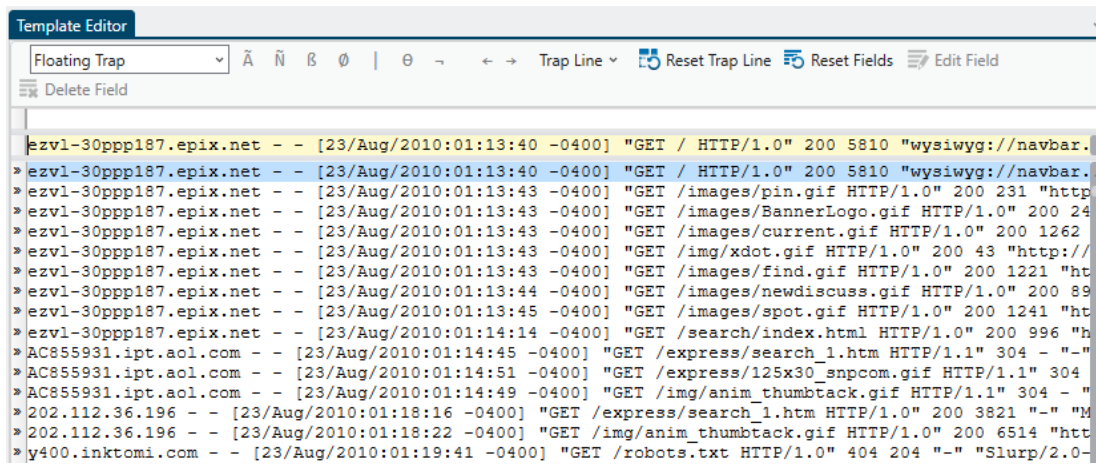 Template Editor
Floating Trap Ã Ñ ß Ø | θ ¬ ← → Trap Line Reset Trap Line Reset Fields Edit Field
Delete Field
ezvl-30ppp187.epix.net - - [23/Aug/2010:01:13:40 -0400] "GET / HTTP/1.0" 200 5810 "wysiwyg://navbar.
» ezvl-30ppp187.epix.net - - [23/Aug/2010:01:13:40 -0400] "GET / HTTP/1.0" 200 5810 "wysiwyg://navbar.
» ezvl-30ppp187.epix.net - - [23/Aug/2010:01:13:43 -0400] "GET /images/pin.gif HTTP/1.0" 200 231 "http
» ezvl-30ppp187.epix.net - - [23/Aug/2010:01:13:43 -0400] "GET /images/BannerLogo.gif HTTP/1.0" 200 24
» ezvl-30ppp187.epix.net - - [23/Aug/2010:01:13:43 -0400] "GET /images/current.gif HTTP/1.0" 200 1262
» ezvl-30ppp187.epix.net - - [23/Aug/2010:01:13:43 -0400] "GET /img/xdot.gif HTTP/1.0" 200 43 "http://
» ezvl-30ppp187.epix.net - - [23/Aug/2010:01:13:43 -0400] "GET /images/find.gif HTTP/1.0" 200 1221 "ht
» ezvl-30ppp187.epix.net - - [23/Aug/2010:01:13:44 -0400] "GET /images/newdiscuss.gif HTTP/1.0" 200 89
» ezvl-30ppp187.epix.net - - [23/Aug/2010:01:13:45 -0400] "GET /images/spot.gif HTTP/1.0" 200 1241 "ht
» ezvl-30ppp187.epix.net - - [23/Aug/2010:01:14:14 -0400] "GET /search/index.html HTTP/1.0" 200 996 "h
» AC855931.ipt.aol.com - - [23/Aug/2010:01:14:45 -0400] "GET /express/search_1.htm HTTP/1.1" 304 - "-"
» AC855931.ipt.aol.com - - [23/Aug/2010:01:14:51 -0400] "GET /express/125x30_snpcom.gif HTTP/1.1" 304
» AC855931.ipt.aol.com - - [23/Aug/2010:01:14:49 -0400] "GET /img/anim_thumbtack.gif HTTP/1.1" 304 - "
» 202.112.36.196 - - [23/Aug/2010:01:18:16 -0400] "GET /express/search_1.htm HTTP/1.0" 200 3821 "-" "M
» 202.112.36.196 - - [23/Aug/2010:01:18:22 -0400] "GET /img/anim_thumbtack.gif HTTP/1.0" 200 6514 "htt
» y400.inktomi.com - - [23/Aug/2010:01:19:41 -0400] "GET /robots.txt HTTP/1.0" 404 204 "-" "Slurp/2.0-